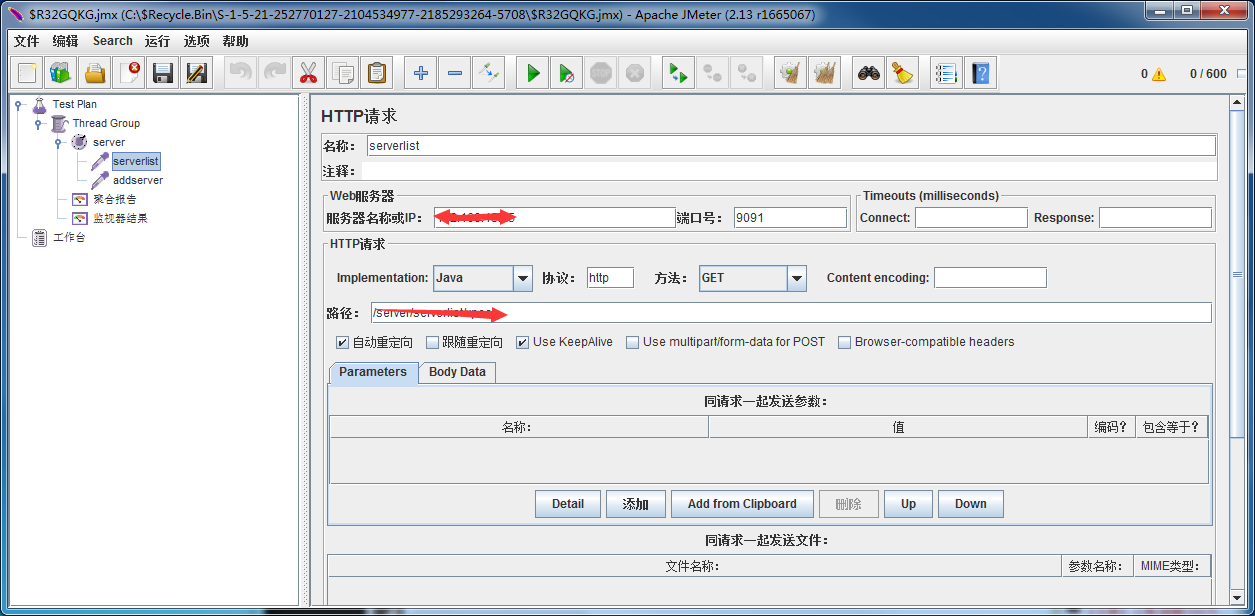 $R32GQKG.jmx (C:\$Recycle.Bin\S-1-5-21-252770127-2104534977-2185293264-5708\$R32GQKG.jmx) - Apache JMeter (2.13 r1665067)
文件 编辑 Search 运行 选项 帮助
0 0 / 600
Test Plan
Thread Group
server
serverlist
addserver
聚合报告
监视器结果
工作台
HTTP请求
名称： serverlist
注释：
Web服务器
服务器名称或IP： 端口号： 9091
Timeouts (milliseconds)
Connect: Response:
HTTP请求
Implementation: Java 协议： http 方法： GET Content encoding:
路径：
自动重定向 跟随重定向 Use KeepAlive Use multipart/form-data for POST Browser-compatible headers
Parameters Body Data
同请求一起发送参数：
名称： 值 编码？ 包含等于？
Detail 添加 Add from Clipboard 删除 Up Down
同请求一起发送文件：
文件名称： 参数名称： MIME类型：